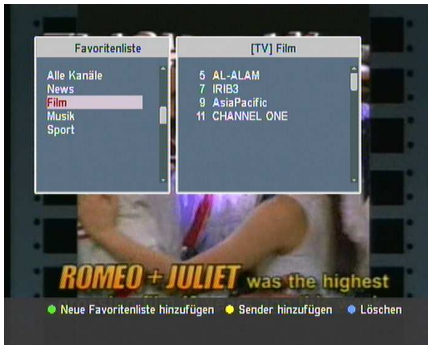 Favoritenliste
Alle Kanäle
News
Film
Musik
Sport
[TV] Film
5 AL-ALAM
7 IRIB3
9 AsiaPacific
11 CHANNEL ONE
ROMEO + JULIET was the highest
Neue Favoritenliste hinzufügen Sender hinzufügen Löschen